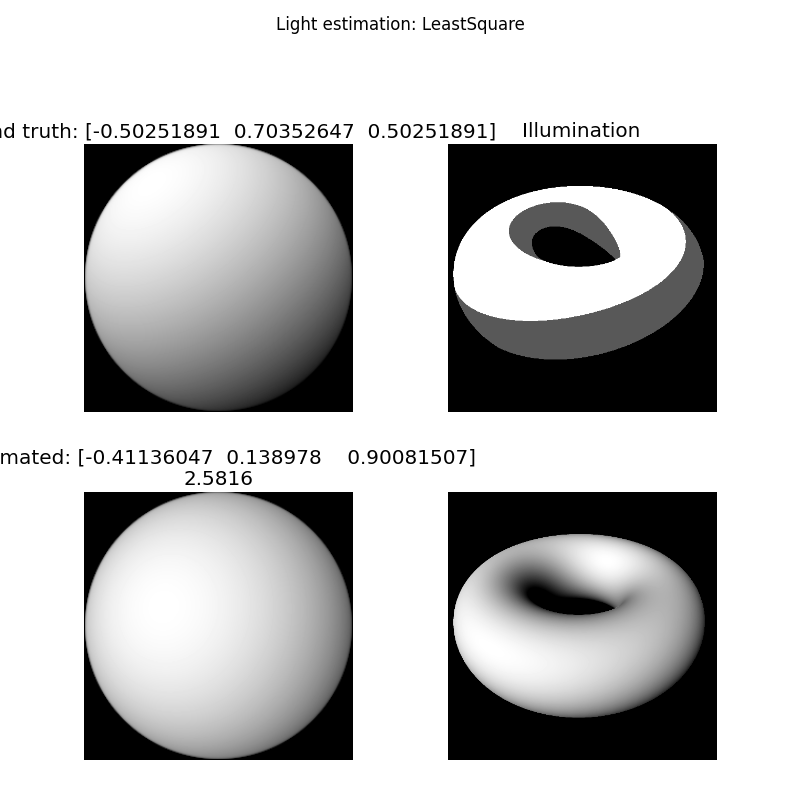 Light estimation: LeastSquare
truth: [-0.50251891 0.70352647 0.50251891]
Illumination
[-0.41136047 0.138978 0.90081507]
2.5816